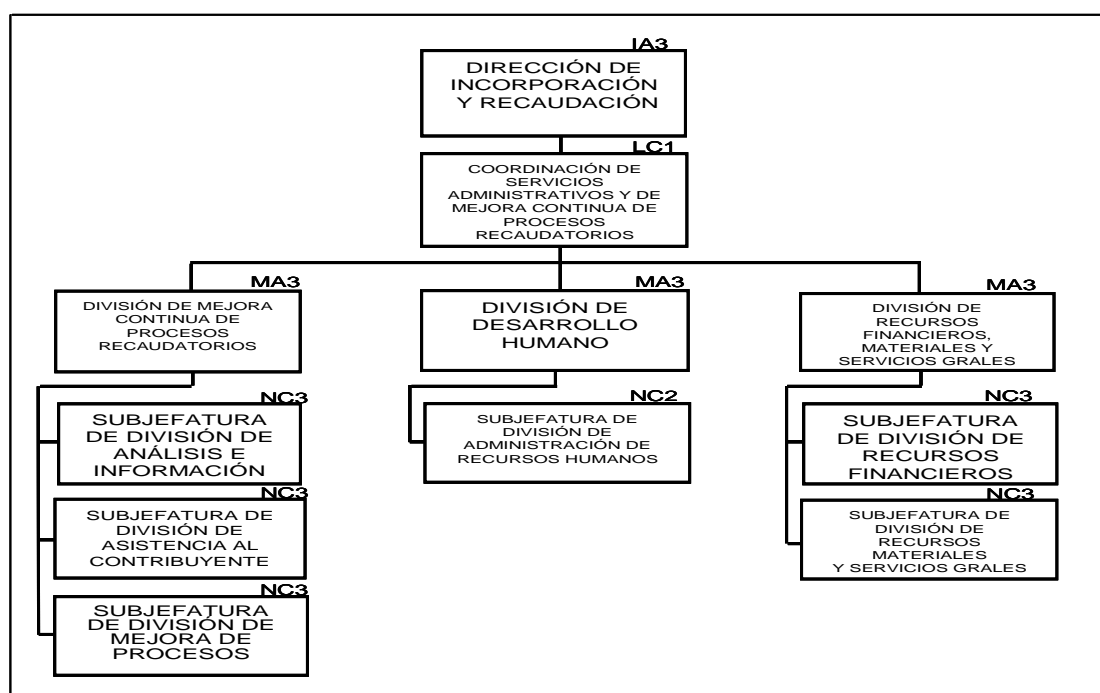 IA3
DIRECCIÓN DE
INCORPORACIÓN
Y RECAUDACIÓN
LC1
COORDINACIÓN DE
SERVICIOS
ADMINISTRATIVOS Y DE
MEJORA CONTINUA DE
PROCESOS
RECAUDATORIOS
MA3
DIVISIÓN DE MEJORA
CONTINUA DE
PROCESOS
RECAUDATORIOS
MA3
DIVISIÓN DE
DESARROLLO
HUMANO
MA3
DIVISIÓN DE
RECURSOS
FINANCIEROS,
MATERIALES Y
SERVICIOS GRALES
NC3
SUBJEFATURA
DE DIVISIÓN DE
ANÁLISIS E
INFORMACIÓN
NC3
SUBJEFATURA DE
DIVISIÓN DE
ASISTENCIA AL
CONTRIBUYENTE
NC3
SUBJEFATURA
DE DIVISIÓN DE
MEJORA DE
PROCESOS
NC2
SUBJEFATURA DE
DIVISIÓN DE
ADMINISTRACIÓN DE
RECURSOS HUMANOS
NC3
SUBJEFATURA
DE DIVISIÓN DE
RECURSOS
FINANCIEROS
NC3
SUBJEFATURA DE
DIVISIÓN DE
RECURSOS
MATERIALES
Y SERVICIOS GRALES